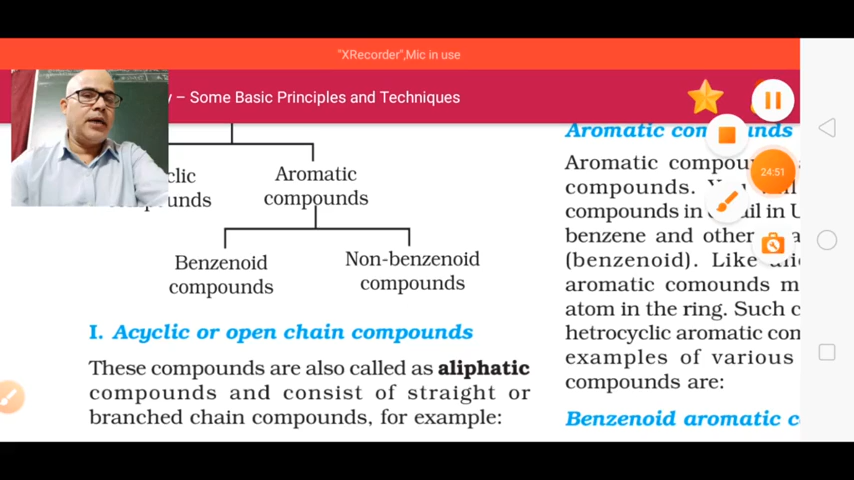 "XRecorder",Mic in use
– Some Basic Principles and Techniques
24:51
Aromatic
compounds
Benzenoid
compounds
Non-benzenoid
compounds
I. Acyclic or open chain compounds
These compounds are also called as aliphatic
compounds and consist of straight or
branched chain compounds, for example:
Aromatic
Aromatic
compounds.
compounds in
benzene and other
(benzenoid). Like
aromatic comounds
atom in the ring. Such
hetrocyclic aromatic
examples of various
compounds are:
Benzenoid aromatic